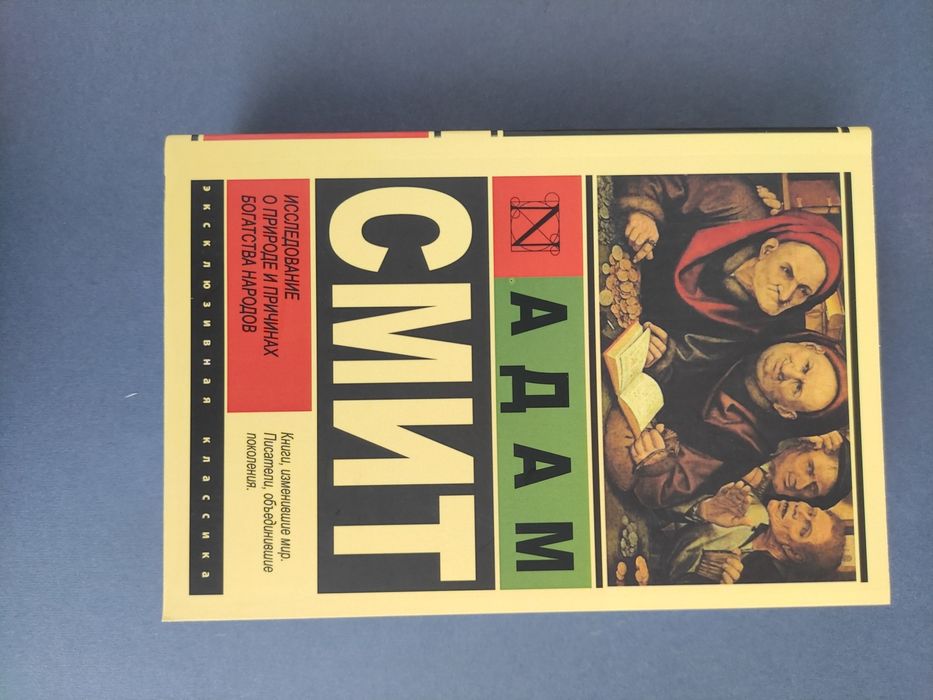 АДАМ
СМИТ
ИССЛЕДОВАНИЕ
О ПРИРОДЕ И ПРИЧИНАХ
БОГАТСТВА НАРОДОВ
Книги, изменившие мир.
Писатели, объединившие
поколения.
ЭКСКЛЮЗИВНАЯ КЛАССИКА